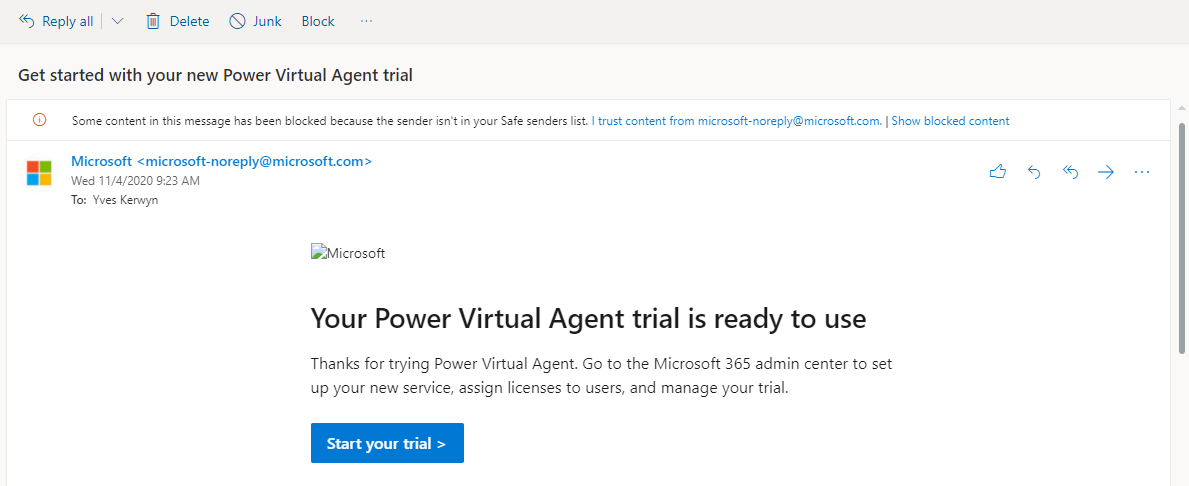 Reply all Delete Junk Block ...
Get started with your new Power Virtual Agent trial
Some content in this message has been blocked because the sender isn't in your Safe senders list. I trust content from microsoft-noreply@microsoft.com. | Show blocked content
Microsoft <microsoft-noreply@microsoft.com>
Wed 11/4/2020 9:23 AM
To: Yves Kerwyn
Microsoft
Your Power Virtual Agent trial is ready to use
Thanks for trying Power Virtual Agent. Go to the Microsoft 365 admin center to set
up your new service, assign licenses to users, and manage your trial.
Start your trial >